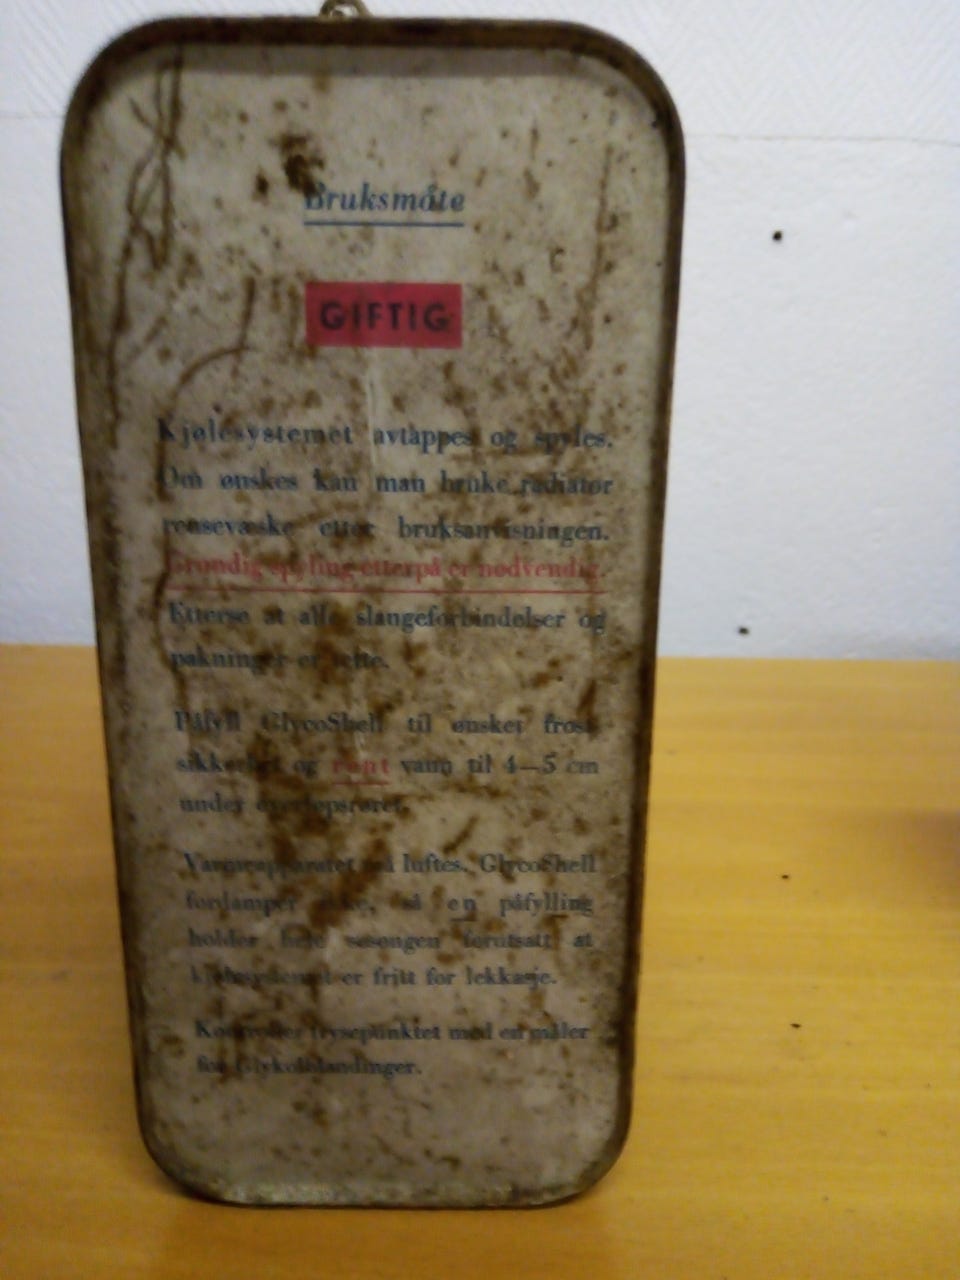 Bruksmåte
GIFTIG
Kjølesystemet avtappes og spyles.
Om ønskes kan man bruke radiator
rensevæske etter bruksanvisningen.
Grundig spyling etterpå er nødvendig.
Etterse at alle slangeforbindelser og
pakninger er tette.
Påfyll GlycoShell til ønsket frost-
sikkerhet og rent vann til 4—5 cm
under overløpsrøret.
Varmeapparatet må luftes. GlycoShell
fordamper ikke, så en påfylling
holder hele sesongen forutsatt at
kjølesystemet er fritt for lekkasje.
Kontroller frysepunktet med en måler
for Glykolblandinger.